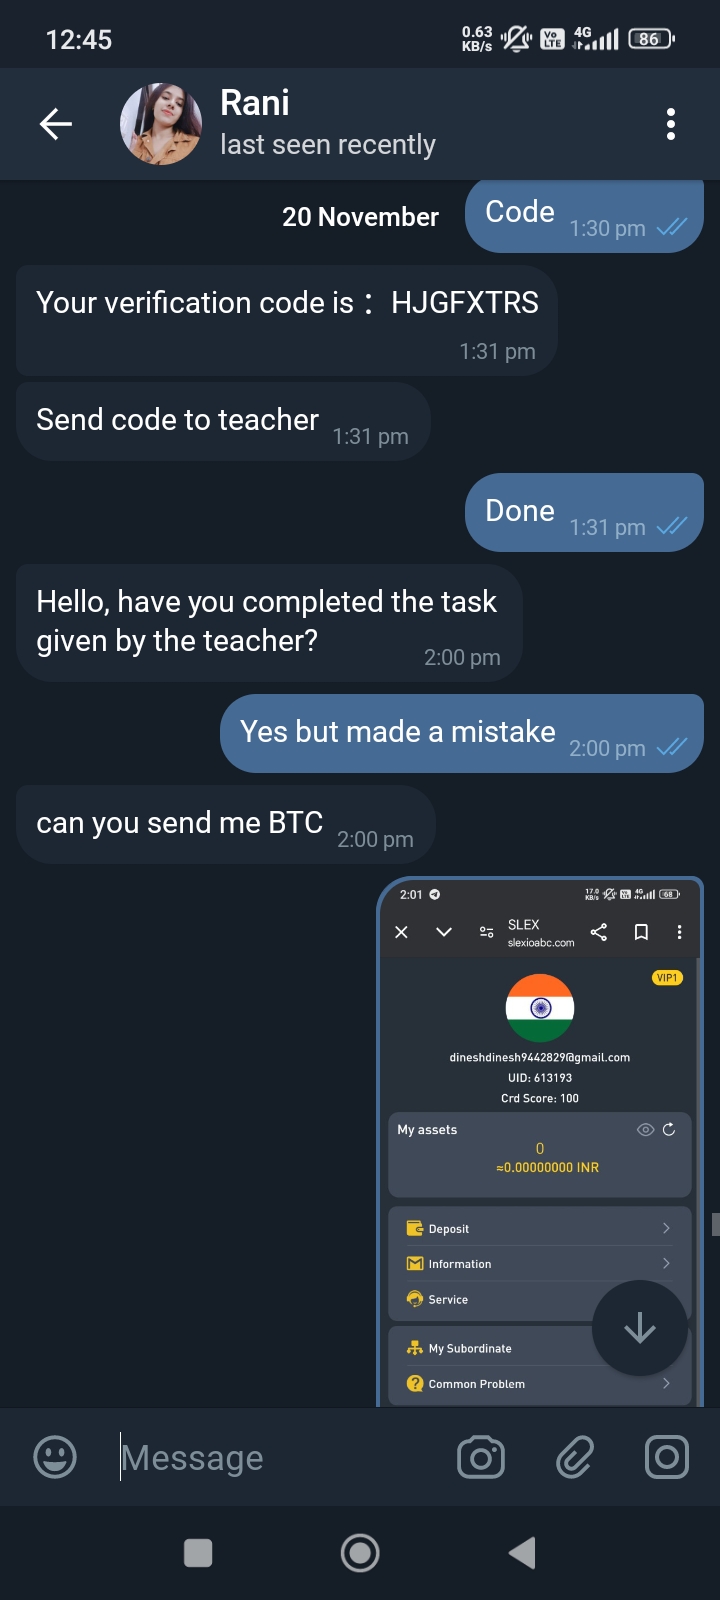 12:45
0.63
KB/s
Vo
LTE
4G
86
Rani
last seen recently
20 November
Code 1:30 pm
Your verification code is : HJGFXTRS
1:31 pm
Send code to teacher 1:31 pm
Done 1:31 pm
Hello, have you completed the task
given by the teacher? 2:00 pm
Yes but made a mistake 2:00 pm
can you send me BTC 2:00 pm
2:01
17.0
KB/s
4G
68
SLEX
slexioabc.com
VIP1
dineshdinesh9442829@gmail.com
UID: 613193
Crd Score: 100
My assets
0
≈0.00000000 INR
Deposit
Information
Service
My Subordinate
Common Problem
Message